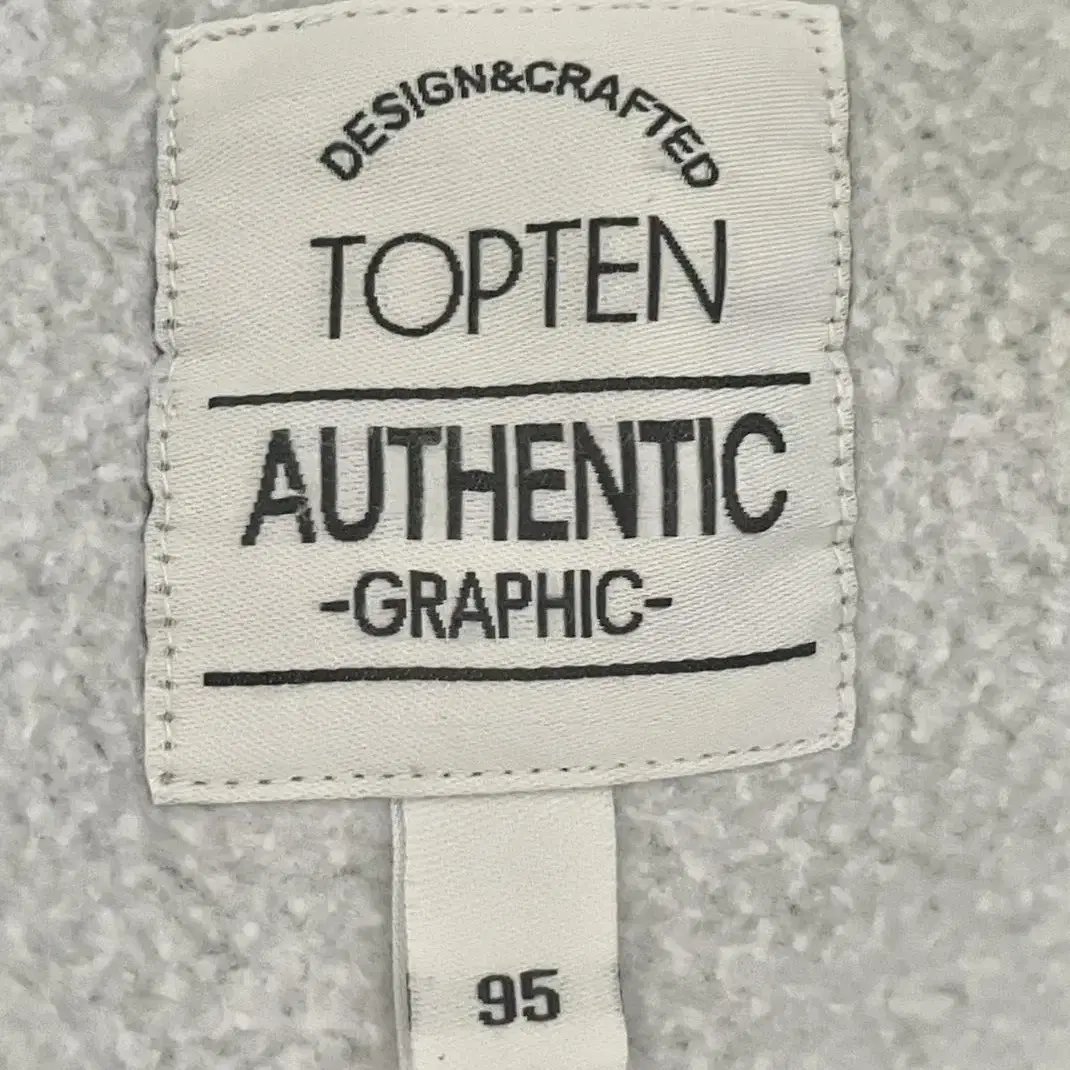 DESIGN&CRAFTED
TOPTEN
AUTHENTIC
-GRAPHIC-
95